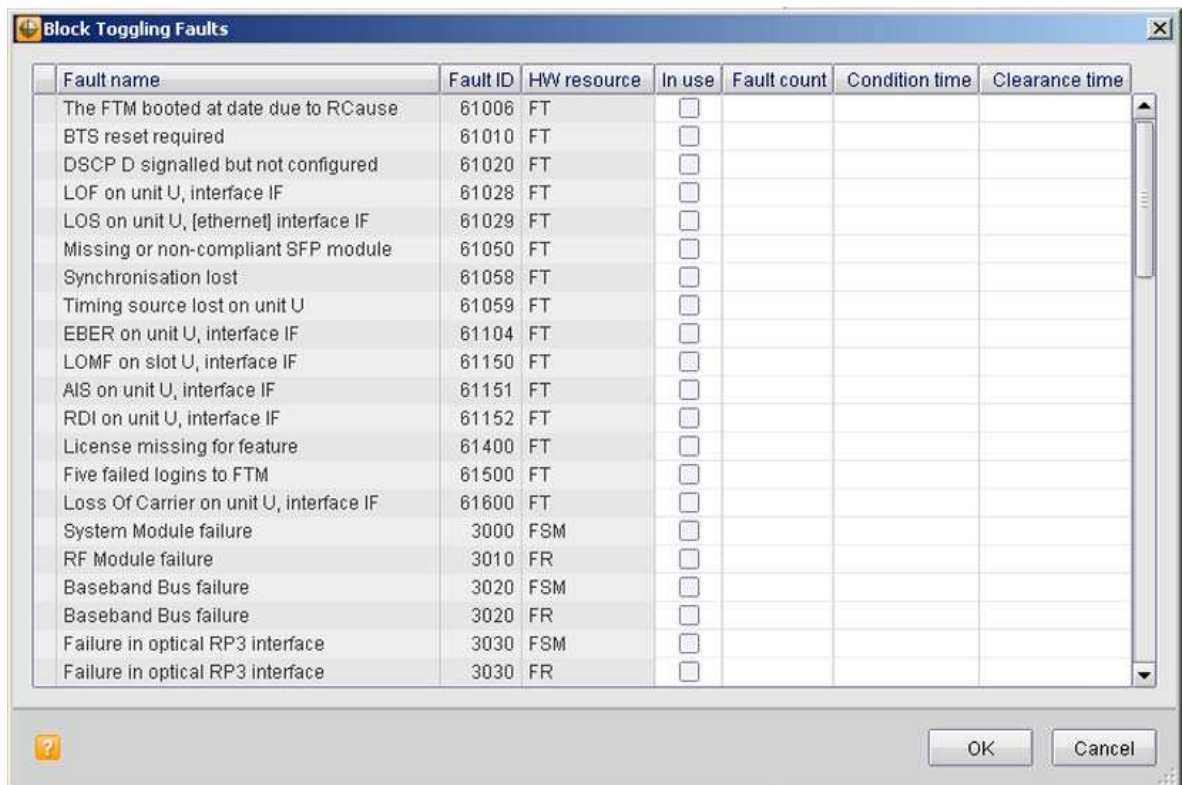 Block Toggling Faults
Fault name Fault ID HW resource In use Fault count Condition time Clearance time
The FTM booted at date due to RCause 61006 FT
BTS reset required 61010 FT
DSCP D signalled but not configured 61020 FT
LOF on unit U, interface IF 61028 FT
LOS on unit U, [ethernet] interface IF 61029 FT
Missing or non-compliant SFP module 61050 FT
Synchronisation lost 61058 FT
Timing source lost on unit U 61059 FT
EBER on unit U, interface IF 61104 FT
LOMF on slot U, interface IF 61150 FT
AIS on unit U, interface IF 61151 FT
RDI on unit U, interface IF 61152 FT
License missing for feature 61400 FT
Five failed logins to FTM 61500 FT
Loss Of Carrier on unit U, interface IF 61600 FT
System Module failure 3000 FSM
RF Module failure 3010 FR
Baseband Bus failure 3020 FSM
Baseband Bus failure 3020 FR
Failure in optical RP3 interface 3030 FSM
Failure in optical RP3 interface 3030 FR
? OK Cancel